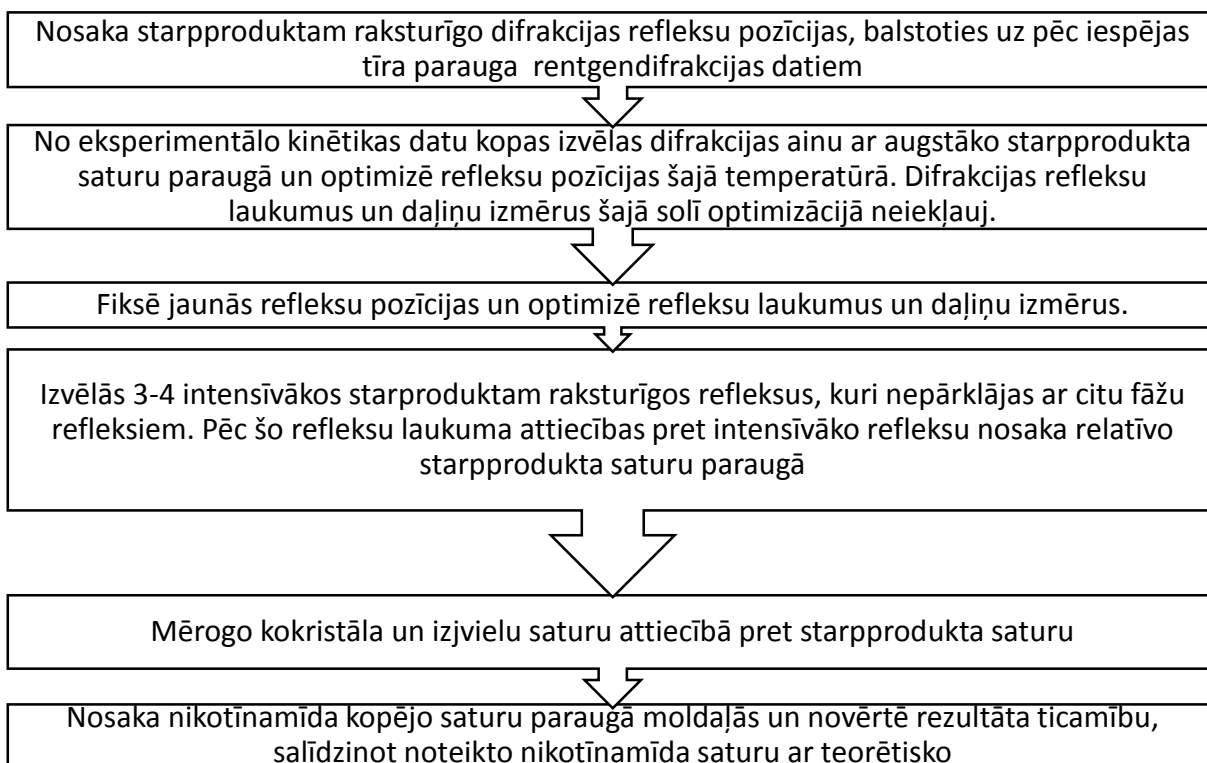 Nosaka starpproduktam raksturīgo difrakcijas refleksu pozīcijas, balstoties uz pēc iespējas
tīra parauga rentgendifrakcijas datiem
No eksperimentālo kinētikas datu kopas izvēlas difrakcijas ainu ar augstāko starpprodukta
saturu paraugā un optimizē refleksu pozīcijas šajā temperatūrā. Difrakcijas refleksu
laukumus un daļiņu izmērus šajā solī optimizācijā neiekļauj.
Fiksē jaunās refleksu pozīcijas un optimizē refleksu laukumus un daļiņu izmērus.
Izvēlās 3-4 intensīvākos starproduktam raksturīgos refleksus, kuri nepārklājas ar citu fāžu
refleksiem. Pēc šo refleksu laukuma attiecības pret intensīvāko refleksu nosaka relatīvo
starpprodukta saturu paraugā
Mērogo kokristāla un izjvielu saturu attiecībā pret starpprodukta saturu
Nosaka nikotīnamīda kopējo saturu paraugā moldaļās un novērtē rezultāta ticamību,
salīdzinot noteikto nikotīnamīda saturu ar teorētisko